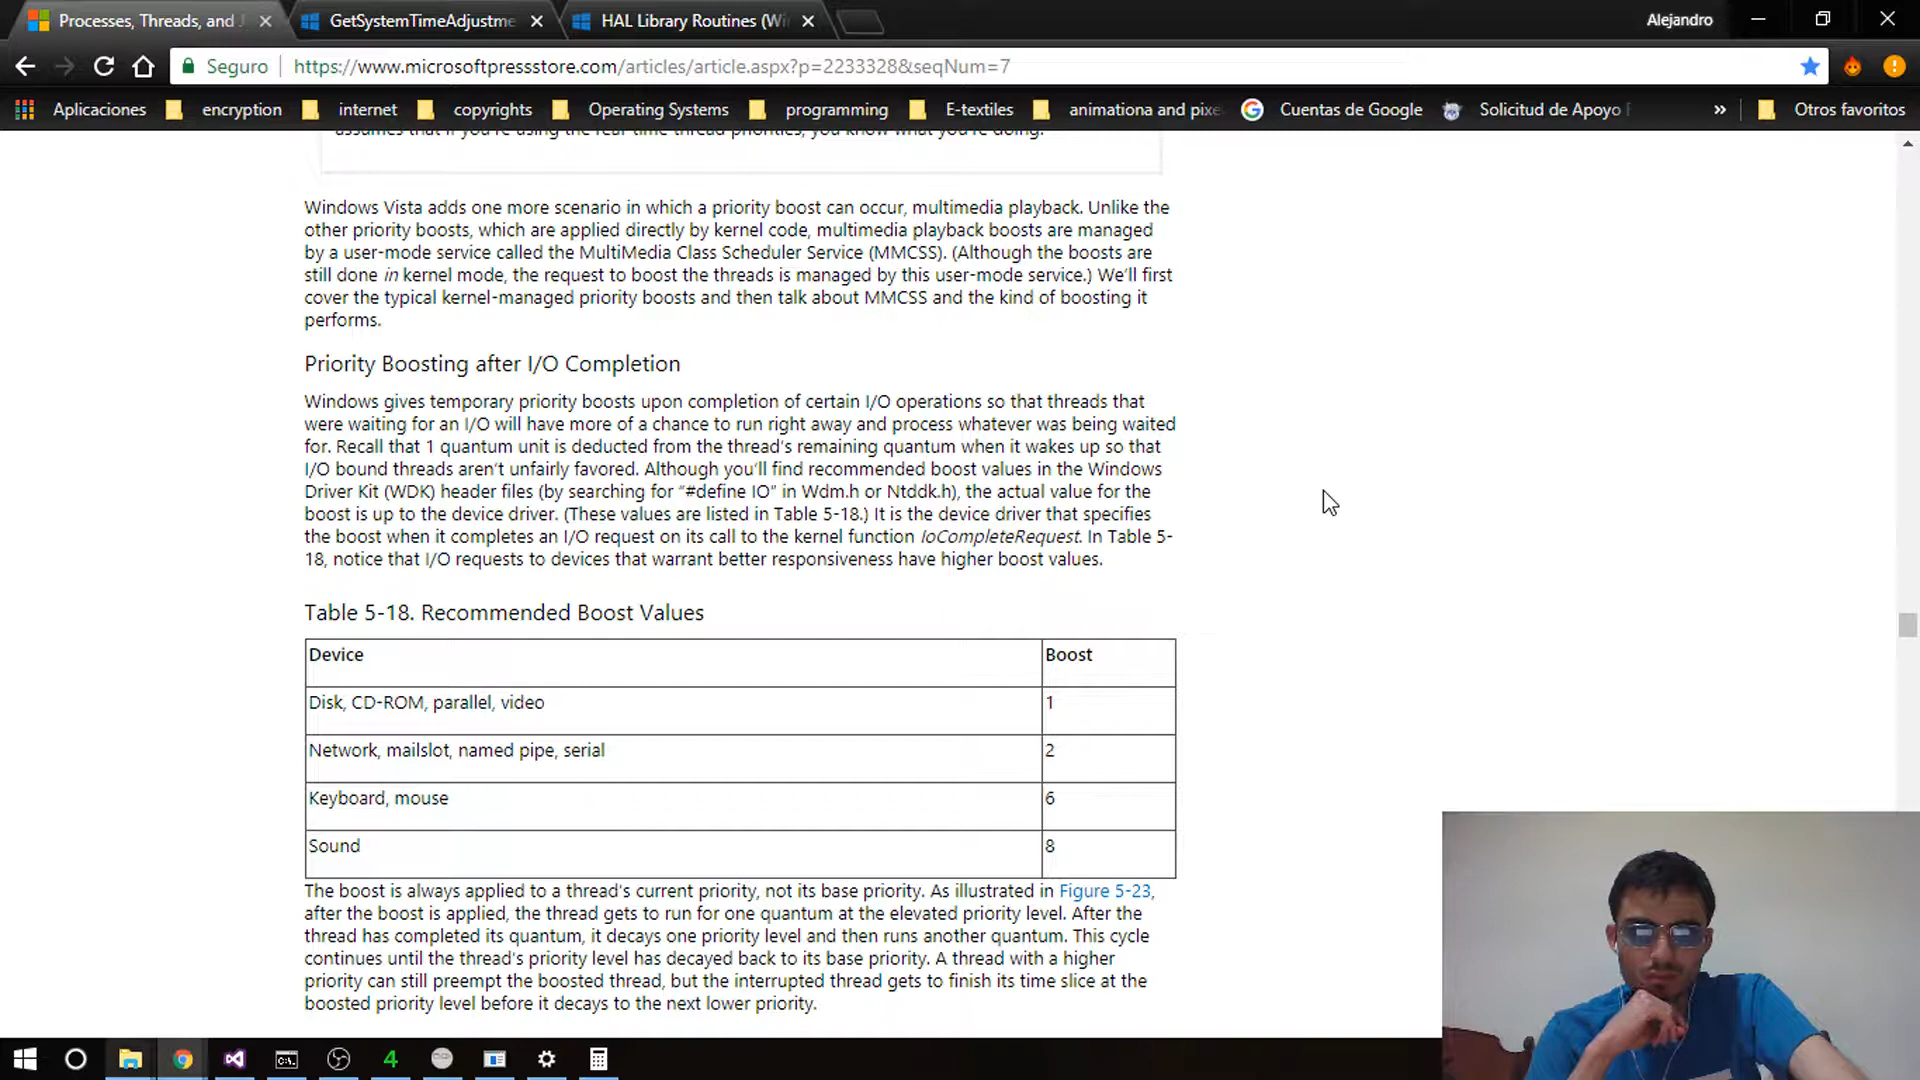 Processes, Threads, and J
GetSystemTimeAdjustme
HAL Library Routines (Wi
Alejandro
Seguro
https://www.microsoftpressstore.com/articles/article.aspx?p=2233328&seqNum=7
Aplicaciones
encryption
internet
copyrights
Operating Systems
programming
E-textiles
animationa and pixe
Cuentas de Google
Solicitud de Apoyo
»
Otros favoritos
assumes that if you're using the real-time thread priorities, you know what you're doing.
Windows Vista adds one more scenario in which a priority boost can occur, multimedia playback. Unlike the
other priority boosts, which are applied directly by kernel code, multimedia playback boosts are managed
by a user-mode service called the MultiMedia Class Scheduler Service (MMCSS). (Although the boosts are
still done in kernel mode, the request to boost the threads is managed by this user-mode service.) We'll first
cover the typical kernel-managed priority boosts and then talk about MMCSS and the kind of boosting it
performs.
Priority Boosting after I/O Completion
Windows gives temporary priority boosts upon completion of certain I/O operations so that threads that
were waiting for an I/O will have more of a chance to run right away and process whatever was being waited
for. Recall that 1 quantum unit is deducted from the thread's remaining quantum when it wakes up so that
I/O bound threads aren't unfairly favored. Although you'll find recommended boost values in the Windows
Driver Kit (WDK) header files (by searching for "#define IO" in Wdm.h or Ntddk.h), the actual value for the
boost is up to the device driver. (These values are listed in Table 5-18.) It is the device driver that specifies
the boost when it completes an I/O request on its call to the kernel function IoCompleteRequest. In Table 5-
18, notice that I/O requests to devices that warrant better responsiveness have higher boost values.
Table 5-18. Recommended Boost Values
Device Boost
Disk, CD-ROM, parallel, video 1
Network, mailslot, named pipe, serial 2
Keyboard, mouse 6
Sound 8
The boost is always applied to a thread's current priority, not its base priority. As illustrated in Figure 5-23,
after the boost is applied, the thread gets to run for one quantum at the elevated priority level. After the
thread has completed its quantum, it decays one priority level and then runs another quantum. This cycle
continues until the thread's priority level has decayed back to its base priority. A thread with a higher
priority can still preempt the boosted thread, but the interrupted thread gets to finish its time slice at the
boosted priority level before it decays to the next lower priority.
4